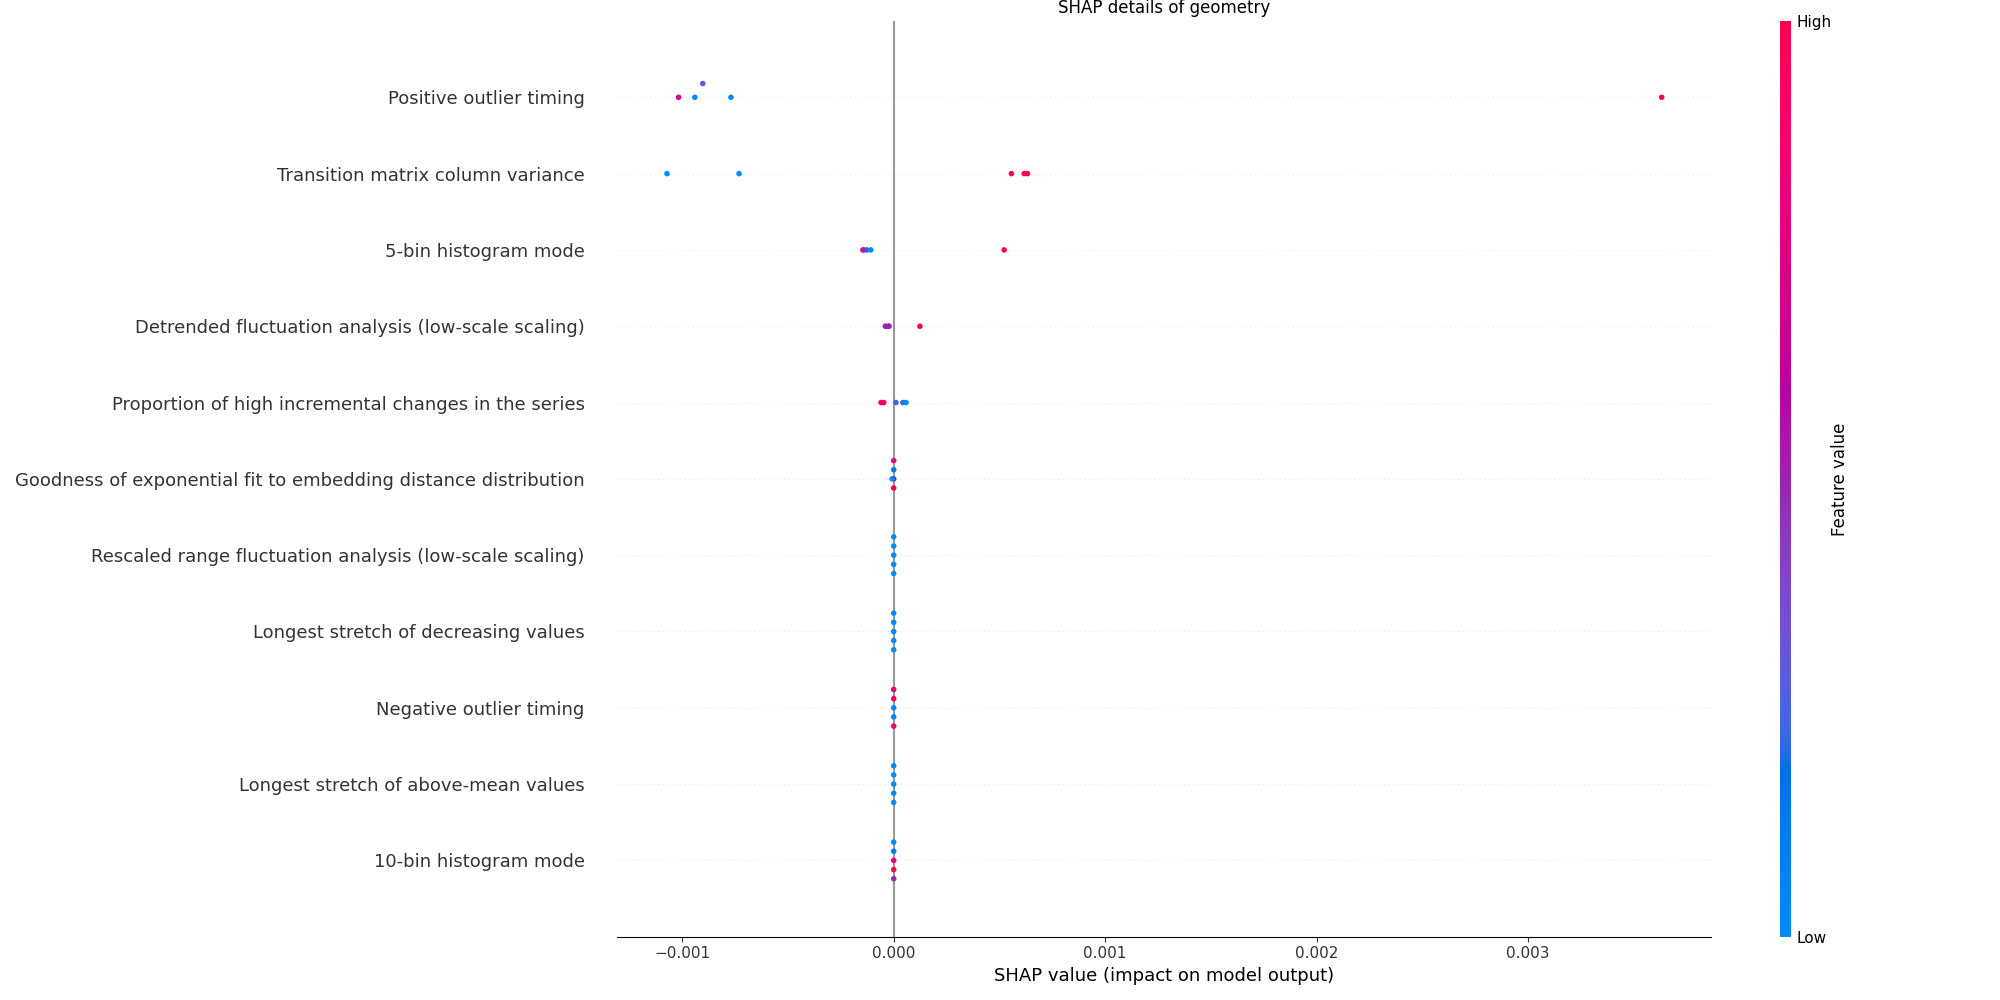 SHAP details of geometry
High
Positive outlier timing
Transition matrix column variance
5-bin histogram mode
Detrended fluctuation analysis (low-scale scaling)
Proportion of high incremental changes in the series
Goodness of exponential fit to embedding distance distribution
Rescaled range fluctuation analysis (low-scale scaling)
Longest stretch of decreasing values
Negative outlier timing
Longest stretch of above-mean values
10-bin histogram mode
Feature value
Low
−0.001 0.000 0.001 0.002 0.003
SHAP value (impact on model output)